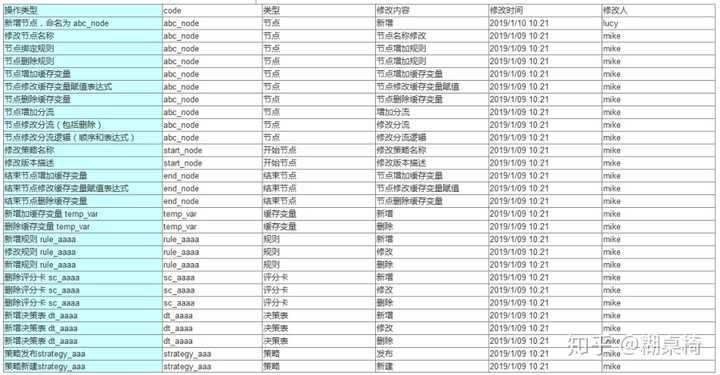 操作类型 code 类型 修改内容 修改时间 修改人
新增节点，命名为 abc_node abc_node 节点 新增 2019/1/10 10:21 lucy
修改节点名称 abc_node 节点 节点名称修改 2019/1/09 10:21 mike
节点绑定规则 abc_node 节点 节点增加规则 2019/1/09 10:21 mike
节点删除规则 abc_node 节点 节点增加规则 2019/1/09 10:21 mike
节点增加缓存变量 abc_node 节点 节点增加缓存变量 2019/1/09 10:21 mike
节点修改缓存变量赋值表达式 abc_node 节点 节点修改缓存变量赋值 2019/1/09 10:21 mike
节点删除缓存变量 abc_node 节点 节点删除缓存变量 2019/1/09 10:21 mike
节点增加分流 abc_node 节点 增加分流 2019/1/09 10:21 mike
节点修改分流（包括删除） abc_node 节点 修改分流 2019/1/09 10:21 mike
节点修改分流逻辑（顺序和表达式） abc_node 节点 修改分流逻辑 2019/1/09 10:21 mike
修改策略名称 start_node 开始节点 修改策略名称 2019/1/09 10:21 mike
修改版本描述 start_node 开始节点 修改版本描述 2019/1/09 10:21 mike
结束节点增加缓存变量 end_node 结束节点 节点增加缓存变量 2019/1/09 10:21 mike
结束节点修改缓存变量赋值表达式 end_node 结束节点 节点修改缓存变量赋值 2019/1/09 10:21 mike
结束节点删除缓存变量 end_node 结束节点 节点删除缓存变量 2019/1/09 10:21 mike
新增缓存变量 temp_var temp_var 缓存变量 新增 2019/1/09 10:21 mike
删除缓存变量 temp_var temp_var 缓存变量 删除 2019/1/09 10:21 mike
新增规则 rule_aaaa rule_aaaa 规则 新增 2019/1/09 10:21 mike
修改规则 rule_aaaa rule_aaaa 规则 修改 2019/1/09 10:21 mike
新增规则 rule_aaaa rule_aaaa 规则 删除 2019/1/09 10:21 mike
删除评分卡 sc_aaaa sc_aaaa 评分卡 新增 2019/1/09 10:21 mike
删除评分卡 sc_aaaa sc_aaaa 评分卡 修改 2019/1/09 10:21 mike
删除评分卡 sc_aaaa sc_aaaa 评分卡 删除 2019/1/09 10:21 mike
新增决策表 dt_aaaa dt_aaaa 决策表 新增 2019/1/09 10:21 mike
新增决策表 dt_aaaa dt_aaaa 决策表 修改 2019/1/09 10:21 mike
新增决策表 dt_aaaa dt_aaaa 决策表 删除 2019/1/09 10:21 mike
策略发布strategy_aaa strategy_aaa 策略 发布 2019/1/09 10:21 mike
策略新建strategy_aaa strategy_aaa 策略 新建 2019/1/09 10:21 mike
知乎 @糊桌椅